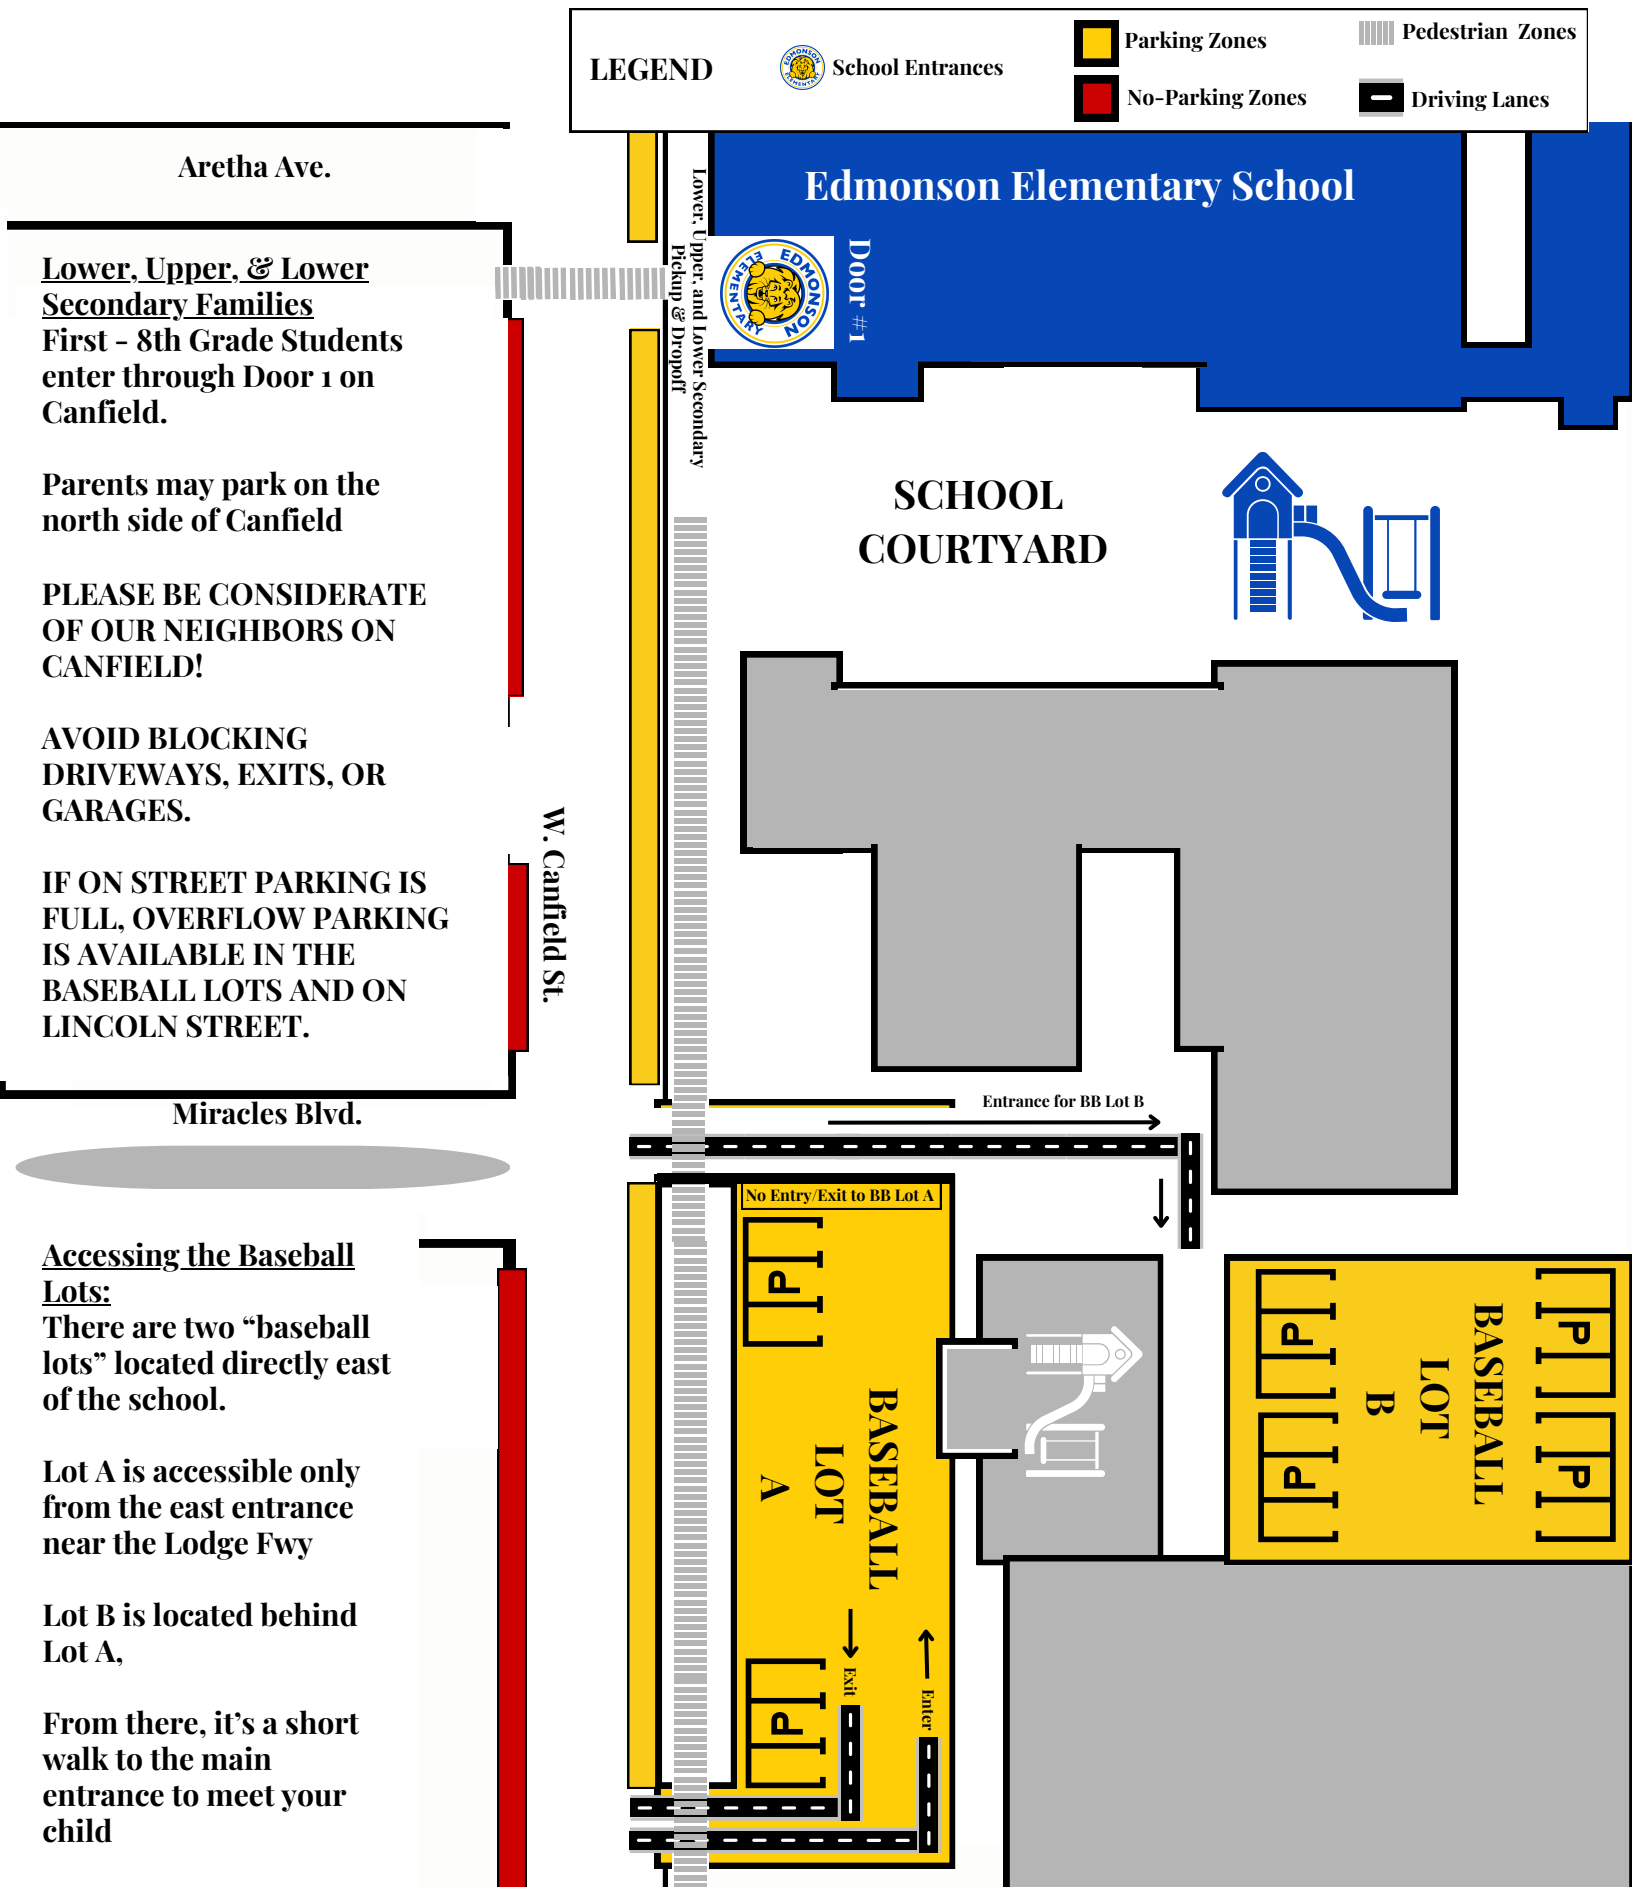 LEGEND
EDMONSON
ELEMENTARY
School Entrances
Parking Zones
No-Parking Zones
Pedestrian Zones
Driving Lanes
Aretha Ave.
Edmonson Elementary School
Door #1
EDMONSON
ELEMENTARY
Lower, Upper, and Lower Secondary
Pickup & Dropoff
Lower, Upper, & Lower
Secondary Families
First - 8th Grade Students
enter through Door 1 on
Canfield.
Parents may park on the
north side of Canfield
PLEASE BE CONSIDERATE
OF OUR NEIGHBORS ON
CANFIELD!
AVOID BLOCKING
DRIVEWAYS, EXITS, OR
GARAGES.
IF ON STREET PARKING IS
FULL, OVERFLOW PARKING
IS AVAILABLE IN THE
BASEBALL LOTS AND ON
LINCOLN STREET.
SCHOOL
COURTYARD
W. Canfield St.
Miracles Blvd.
Entrance for BB Lot B
No Entry/Exit to BB Lot A
Accessing the Baseball
Lots:
There are two “baseball
lots” located directly east
of the school.
Lot A is accessible only
from the east entrance
near the Lodge Fwy
Lot B is located behind
Lot A,
From there, it’s a short
walk to the main
entrance to meet your
child
P
BASEBALL
LOT
A
P
Exit
Enter
BASEBALL
LOT
B
P
P
P
P